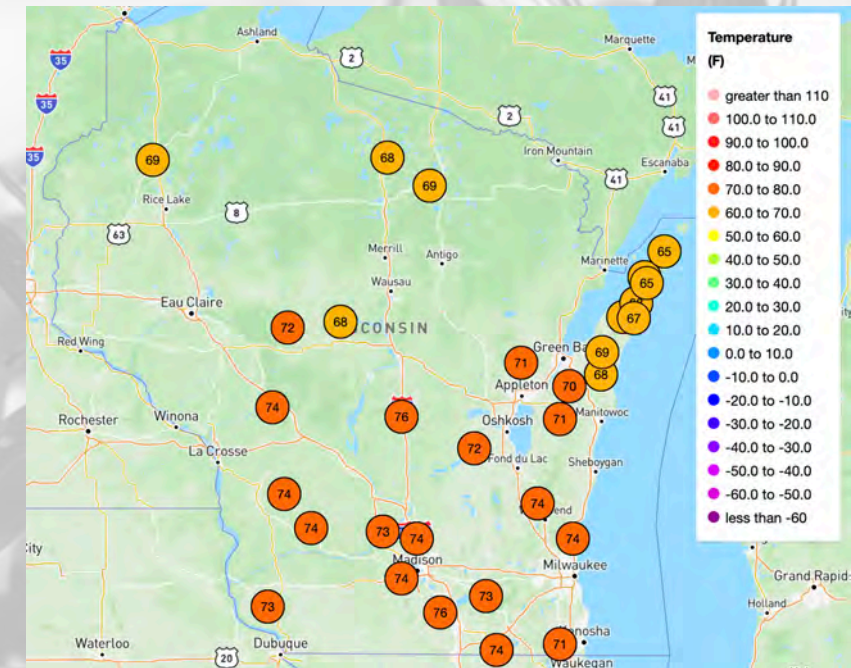 Ashland
Marquette
2
35
41
35
2
41
Iron Mountain
Escanaba
35
69
68
69
41
Rice Lake
8
63
65
Merrill
Antigo
Marinette
65
Wausau
Eau Claire
67
72
68
CONSIN
Red Wing
Green Ba
69
71
Appleton
70
68
74
76
71
Manitowoc
Rochester
Winona
Oshkosh
La Crosse
72
Fond du Lac
Sheboygan
74
74
74
73
74
74
end
City
Madison
74
Milwaukee
73
73
76
Grand Rapids
Holland
Waterloo
20
Dubuque
74
71
nosha
Waukegan
Temperature
(F)
greater than 110
100.0 to 110.0
90.0 to 100.0
80.0 to 90.0
70.0 to 80.0
60.0 to 70.0
50.0 to 60.0
40.0 to 50.0
30.0 to 40.0
20.0 to 30.0
10.0 to 20.0
0.0 to 10.0
-10.0 to 0.0
-20.0 to -10.0
-30.0 to -20.0
-40.0 to -30.0
-50.0 to -40.0
-60.0 to -50.0
less than -60